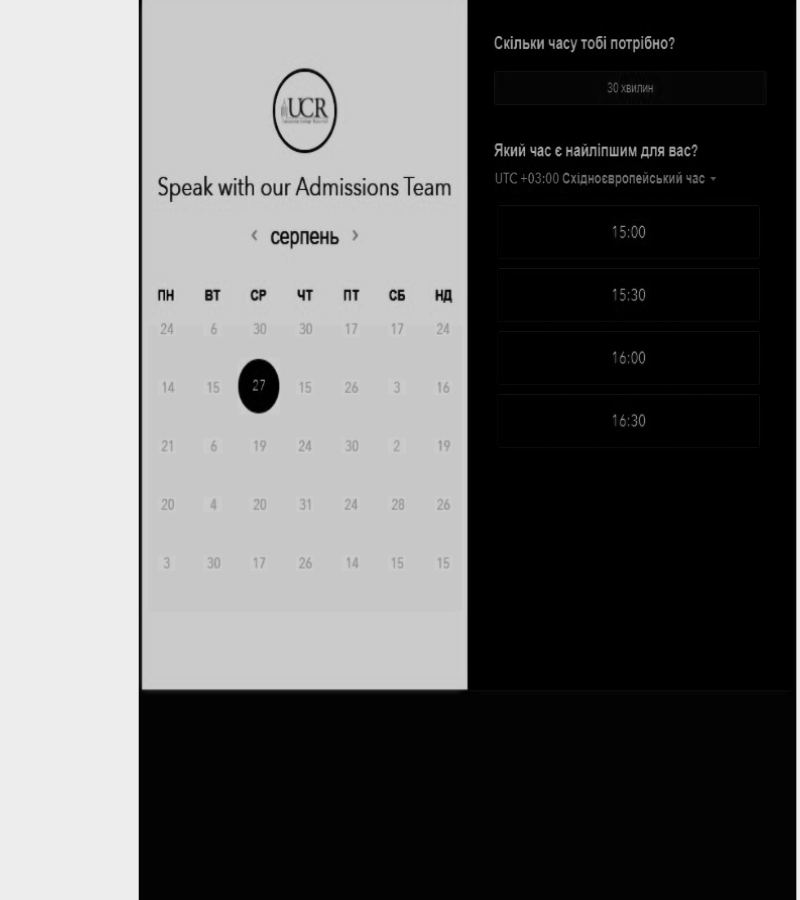 UCR
Speak with our Admissions Team
‹ серпень ›
ПН ВТ СР ЧТ ПТ СБ НД
24 6 30 30 17 17 24
14 15 27 15 26 3 16
21 6 19 24 30 2 19
20 4 20 31 24 28 26
3 30 17 26 14 15 15
Скільки часу тобі потрібно?
30 хвилин
Який час є найліпшим для вас?
UTC +03:00 Східноєвропейський час
15:00
15:30
16:00
16:30